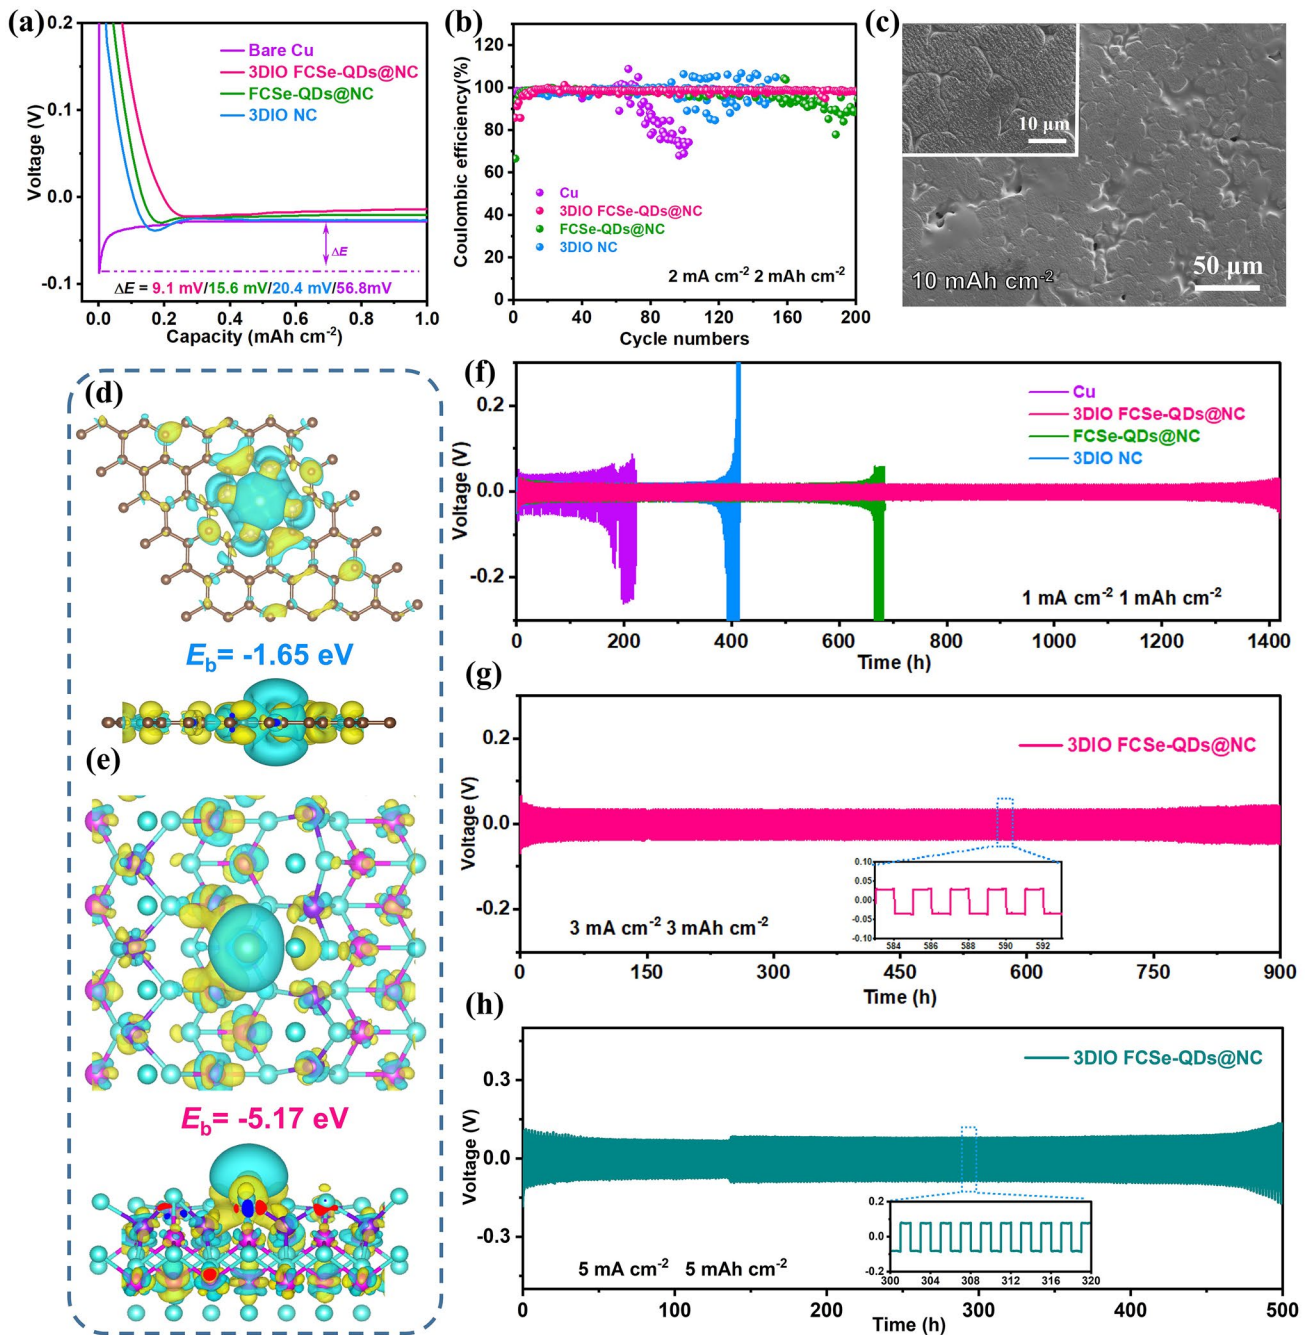 (a)
0.2
0.1
0.0
-0.1
Voltage (V)
Bare Cu
3DIO FCSe-QDs@NC
FCSe-QDs@NC
3DIO NC
ΔE
ΔE = 9.1 mV/15.6 mV/20.4 mV/56.8mV
0.0 0.2 0.4 0.6 0.8 1.0
Capacity (mAh cm-2)
(b)
120
100
80
60
40
20
0
Coulombic efficiency(%)
Cu
3DIO FCSe-QDs@NC
FCSe-QDs@NC
3DIO NC
2 mA cm-2 2 mAh cm-2
0 40 80 120 160 200
Cycle numbers
(c)
10 μm
10 mAh cm-2
50 μm
(d)
Eb= -1.65 eV
(e)
Eb= -5.17 eV
(f)
0.2
0.0
-0.2
Voltage (V)
Cu
3DIO FCSe-QDs@NC
FCSe-QDs@NC
3DIO NC
1 mA cm-2 1 mAh cm-2
0 200 400 600 800 1000 1200 1400
Time (h)
(g)
0.2
0.0
-0.2
Voltage (V)
3DIO FCSe-QDs@NC
0.10
0.05
0.00
-0.05
-0.10
584 586 588 590 592
3 mA cm-2 3 mAh cm-2
0 150 300 450 600 750 900
Time (h)
(h)
0.3
0.0
-0.3
Voltage (V)
3DIO FCSe-QDs@NC
0.2
0.0
-0.2
300 304 308 312 316 320
5 mA cm-2 5 mAh cm-2
0 100 200 300 400 500
Time (h)